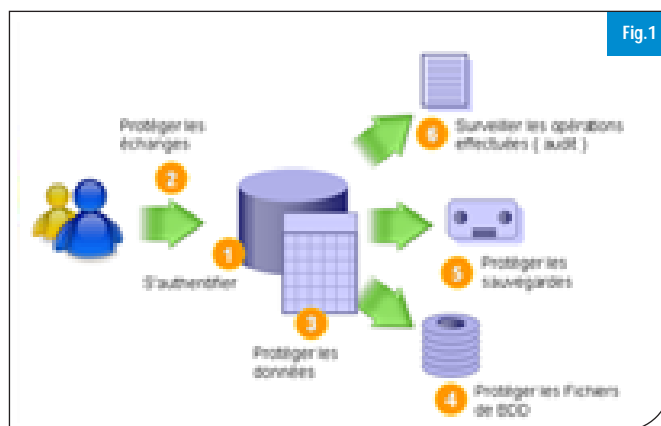 Fig.1
6
Surveiller les opérations
effectuées ( audit )
Protéger les
échanges
2
1
S'authentifier
5
Protéger les
sauvegardes
3
Protéger les
données
4
Protéger les Fichiers
de BDD